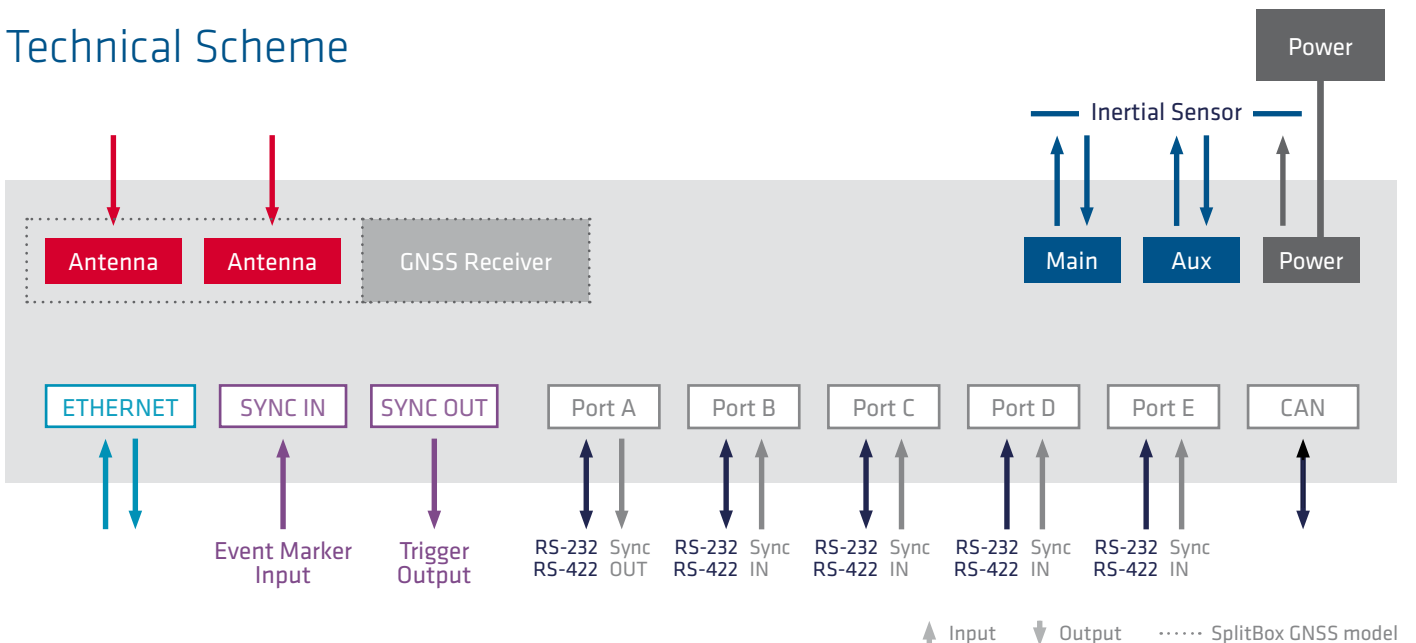 Technical Scheme
Power
Inertial Sensor
Antenna
Antenna
GNSS Receiver
Main
Aux
Power
ETHERNET
SYNC IN
SYNC OUT
Port A
Port B
Port C
Port D
Port E
CAN
Event Marker
Input
Trigger
Output
RS-232 Sync
RS-422 OUT
RS-232 Sync
RS-422 IN
RS-232 Sync
RS-422 IN
RS-232 Sync
RS-422 IN
RS-232 Sync
RS-422 IN
Input Output SplitBox GNSS model